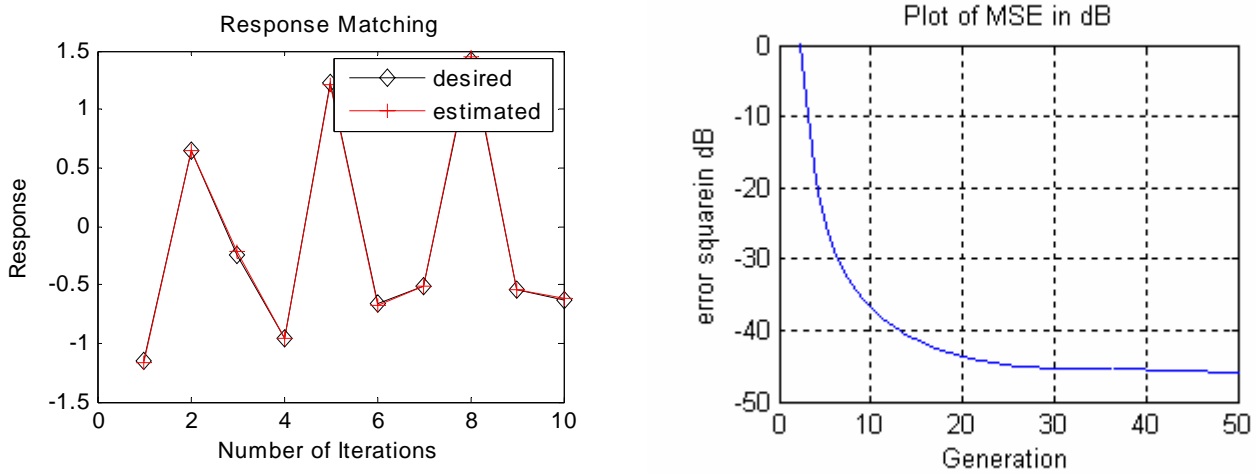 Response Matching
1.5
1
0.5
0
-0.5
-1
-1.5
Response
desired
estimated
0 2 4 6 8 10
Number of Iterations
Plot of MSE in dB
0
-10
-20
-30
-40
-50
error squarein dB
0 10 20 30 40 50
Generation